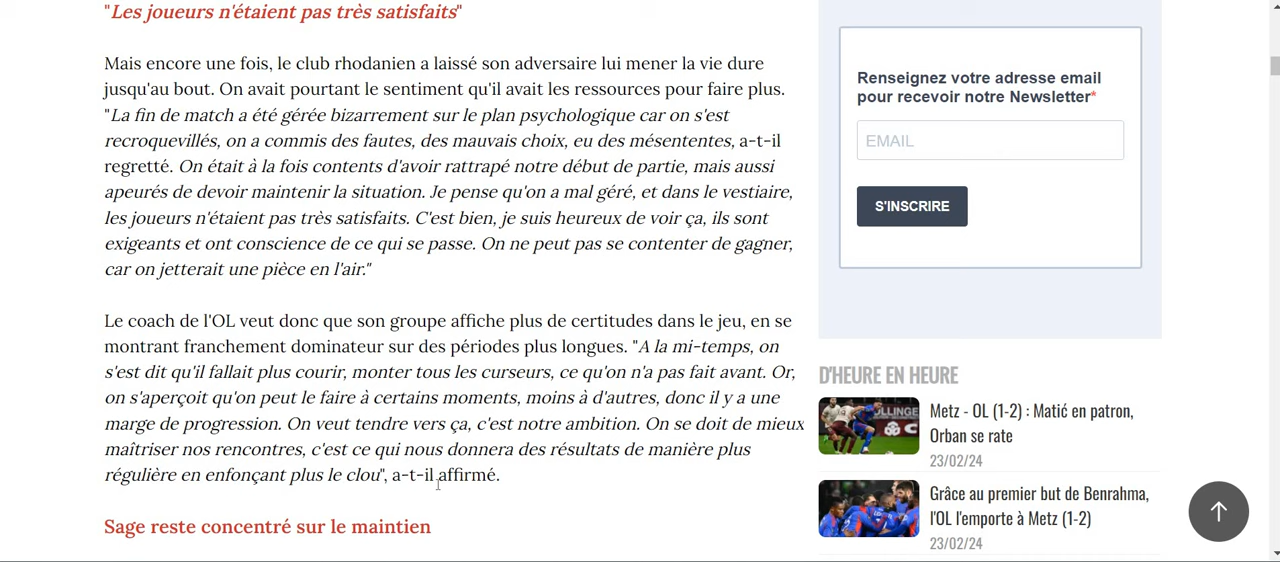 "Les joueurs n'étaient pas très satisfaits"
Mais encore une fois, le club rhodanien a laissé son adversaire lui mener la vie dure
jusqu'au bout. On avait pourtant le sentiment qu'il avait les ressources pour faire plus.
"La fin de match a été gérée bizarrement sur le plan psychologique car on s'est
recroquevillés, on a commis des fautes, des mauvais choix, eu des mésententes, a-t-il
regretté. On était à la fois contents d'avoir rattrapé notre début de partie, mais aussi
apeurés de devoir maintenir la situation. Je pense qu'on a mal géré, et dans le vestiaire,
les joueurs n'étaient pas très satisfaits. C'est bien, je suis heureux de voir ça, ils sont
exigeants et ont conscience de ce qui se passe. On ne peut pas se contenter de gagner,
car on jetterait une pièce en l'air."
Le coach de l'OL veut donc que son groupe affiche plus de certitudes dans le jeu, en se
montrant franchement dominateur sur des périodes plus longues. "A la mi-temps, on
s'est dit qu'il fallait plus courir, monter tous les curseurs, ce qu'on n'a pas fait avant. Or,
on s'aperçoit qu'on peut le faire à certains moments, moins à d'autres, donc il y a une
marge de progression. On veut tendre vers ça, c'est notre ambition. On se doit de mieux
maîtriser nos rencontres, c'est ce qui nous donnera des résultats de manière plus
régulière en enfonçant plus le clou", a-t-il affirmé.
Sage reste concentré sur le maintien
Renseignez votre adresse email
pour recevoir notre Newsletter*
EMAIL
S'INSCRIRE
D'HEURE EN HEURE
Metz - OL (1-2) : Matić en patron,
Orban se rate
23/02/24
Grâce au premier but de Benrahma,
l'OL l'emporte à Metz (1-2)
23/02/24